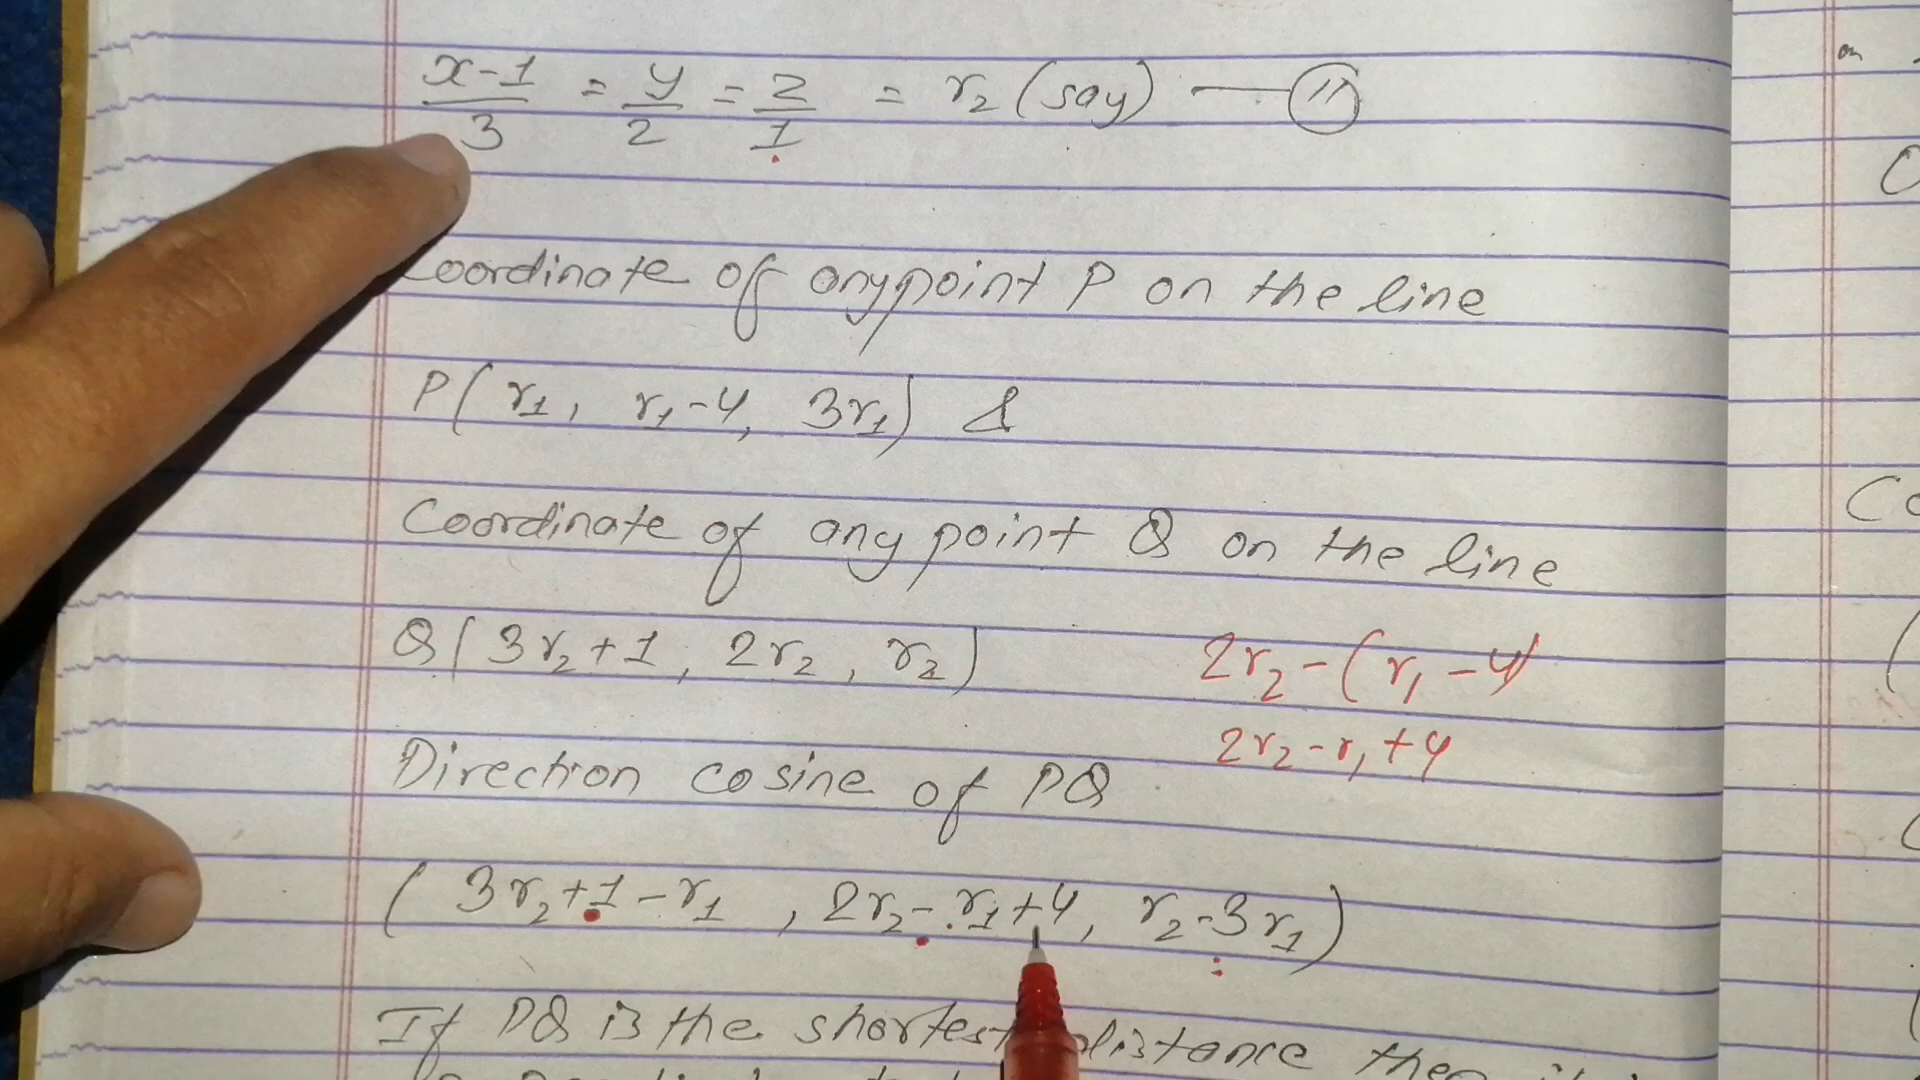 x-1/3 = y/2 = z/1 = r₂ (say) — (11)
Coordinate of any point P on the line
P(r₁, r₁-4, 3r₁) &
Coordinate of any point Q on the line
Q(3r₂+1, 2r₂, r₂)
2r₂-(r₁-4)
2r₂-r₁+4
Direction cosine of PQ
(3r₂+1-r₁, 2r₂-r₁+4, r₂-3r₁)
If PQ is the shortest distance then